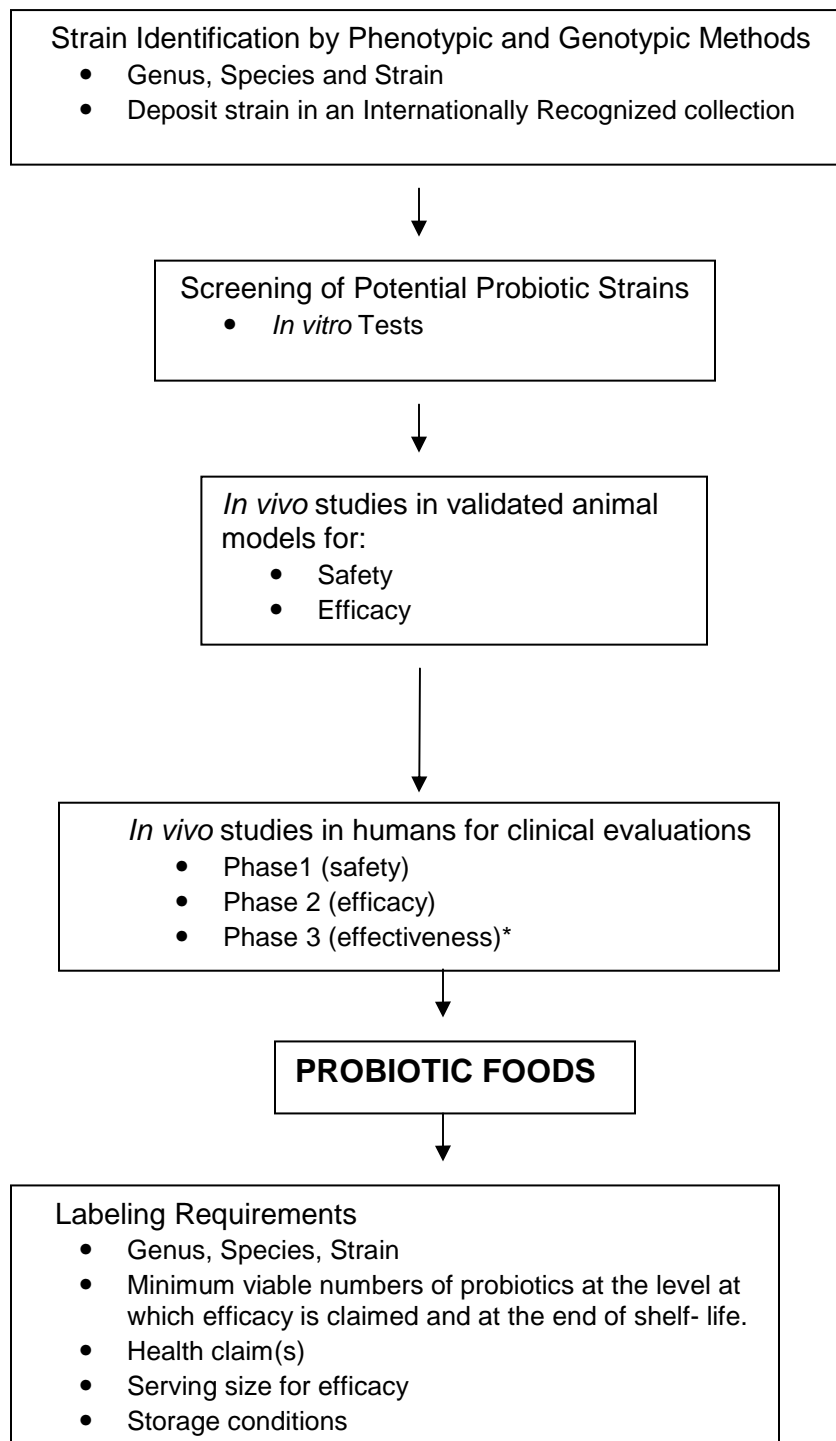 Strain Identification by Phenotypic and Genotypic Methods
• Genus, Species and Strain
• Deposit strain in an Internationally Recognized collection
Screening of Potential Probiotic Strains
• In vitro Tests
In vivo studies in validated animal
models for:
• Safety
• Efficacy
In vivo studies in humans for clinical evaluations
• Phase1 (safety)
• Phase 2 (efficacy)
• Phase 3 (effectiveness)*
PROBIOTIC FOODS
Labeling Requirements
• Genus, Species, Strain
• Minimum viable numbers of probiotics at the level at
which efficacy is claimed and at the end of shelf- life.
• Health claim(s)
• Serving size for efficacy
• Storage conditions